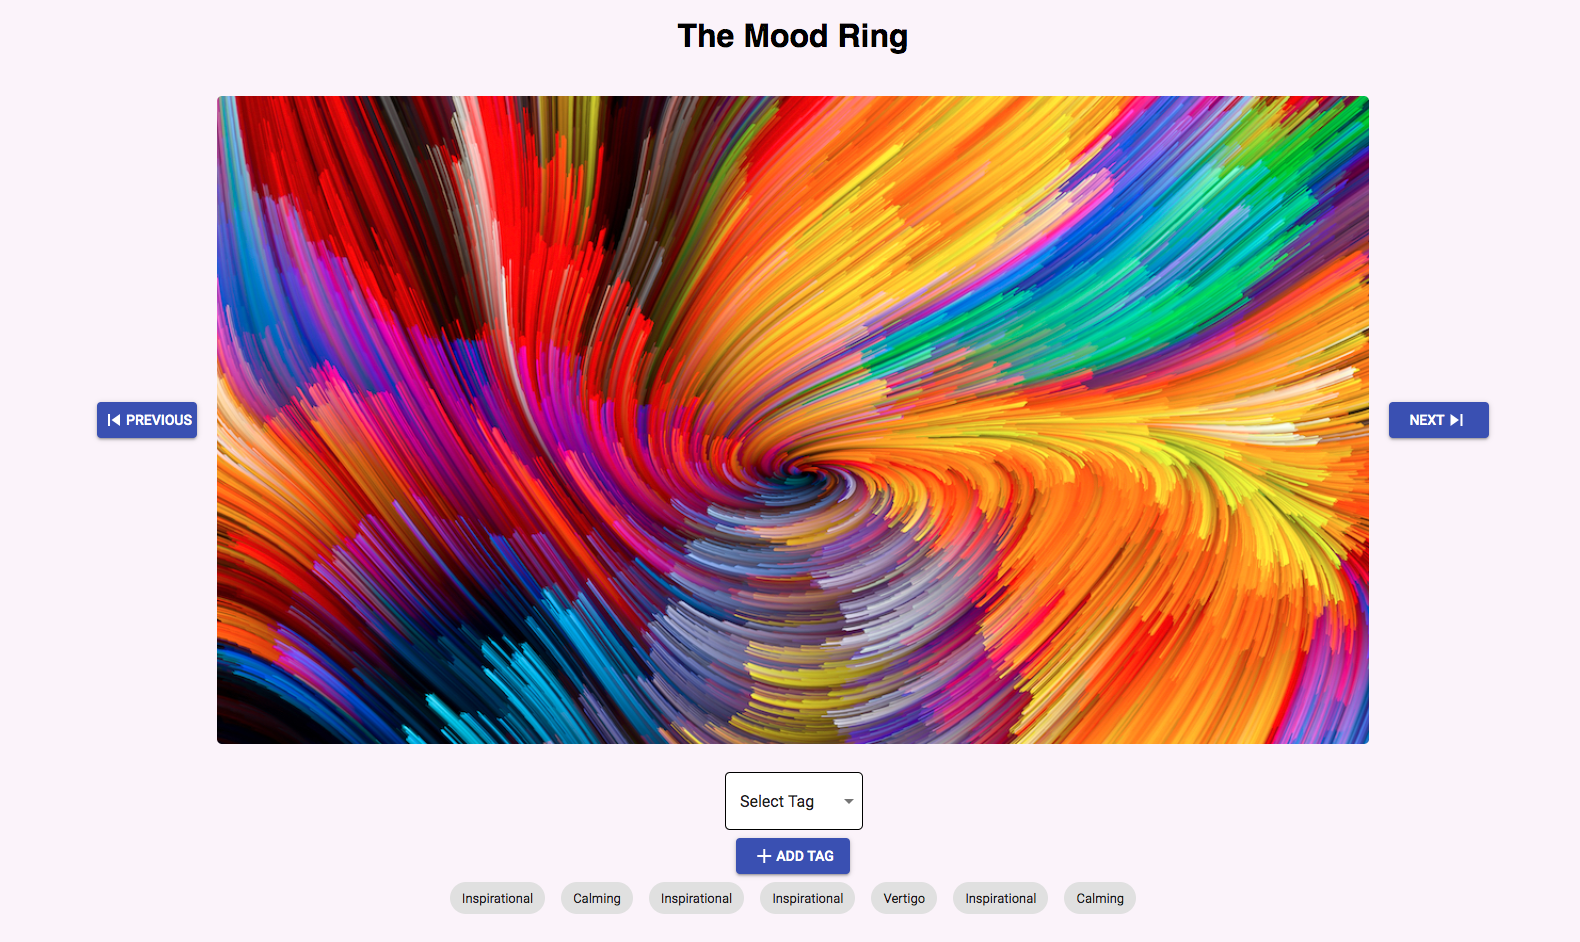 The Mood Ring
PREVIOUS
NEXT
Select Tag
ADD TAG
Inspirational Calming Inspirational Inspirational Vertigo Inspirational Calming